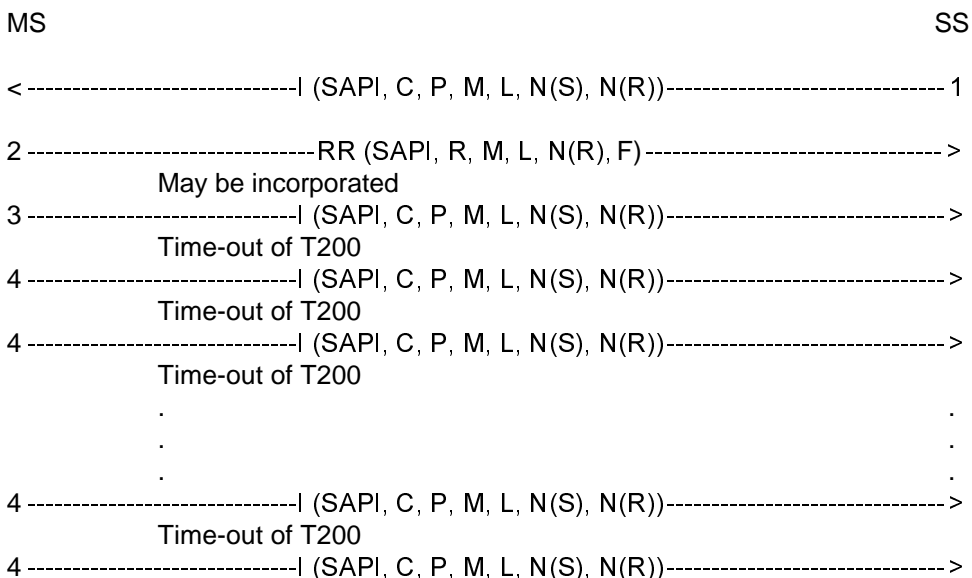 MS SS
< ------------------------------I (SAPI, C, P, M, L, N(S), N(R))------------------------------- 1
2 --------------------------------RR (SAPI, R, M, L, N(R), F) --------------------------------- >
May be incorporated
3 ------------------------------I (SAPI, C, P, M, L, N(S), N(R))------------------------------- >
Time-out of T200
4 ------------------------------I (SAPI, C, P, M, L, N(S), N(R))------------------------------- >
Time-out of T200
4 ------------------------------I (SAPI, C, P, M, L, N(S), N(R))------------------------------- >
Time-out of T200
. .
. .
. .
4 ------------------------------I (SAPI, C, P, M, L, N(S), N(R))------------------------------- >
Time-out of T200
4 ------------------------------I (SAPI, C, P, M, L, N(S), N(R))------------------------------- >